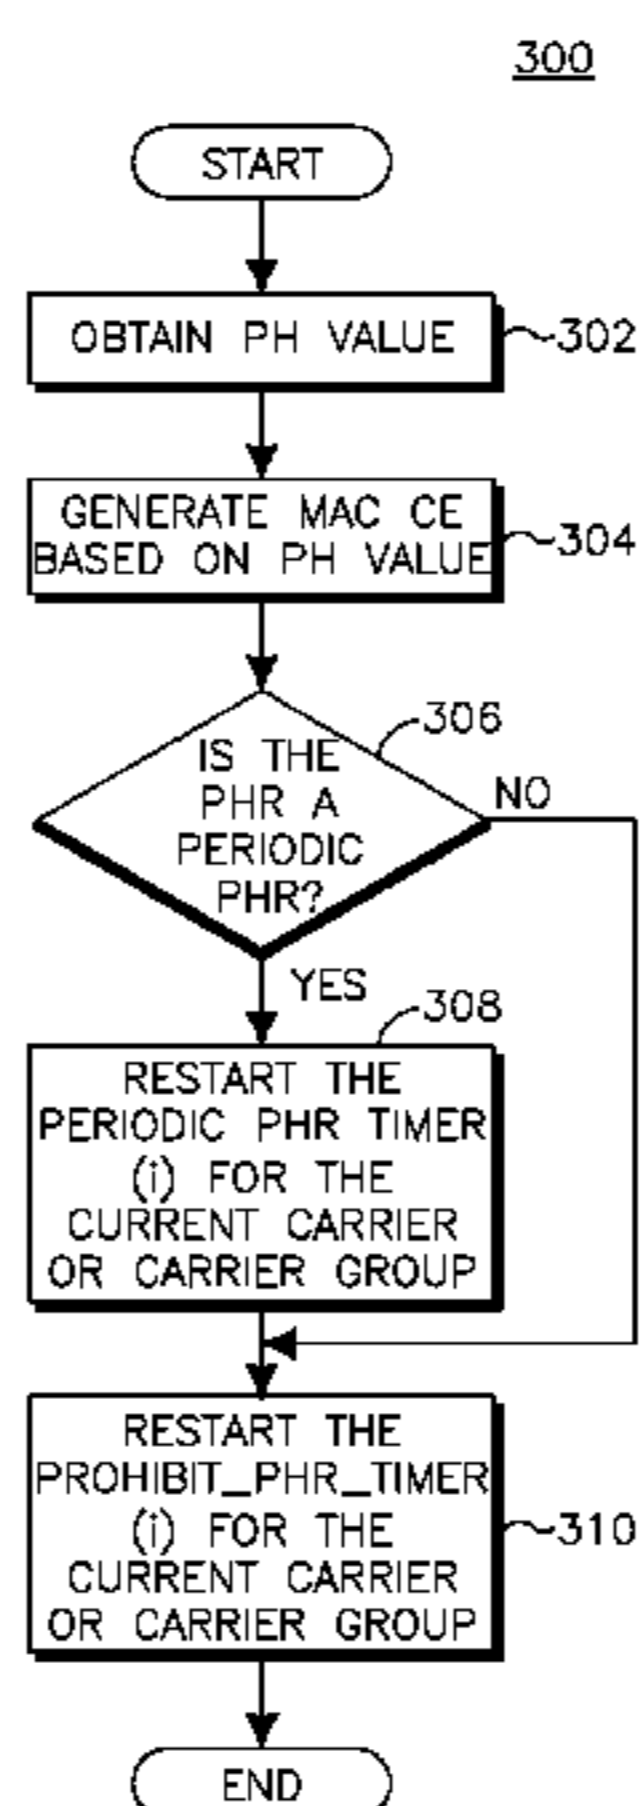 300
START
OBTAIN PH VALUE
302
GENERATE MAC CE
BASED ON PH VALUE
304
306
IS THE
PHR A
PERIODIC
PHR?
NO
YES
308
RESTART THE
PERIODIC PHR TIMER
(i) FOR THE
CURRENT CARRIER
OR CARRIER GROUP
RESTART THE
PROHIBIT_PHR_TIMER
(i) FOR THE
CURRENT CARRIER
OR CARRIER GROUP
310
END